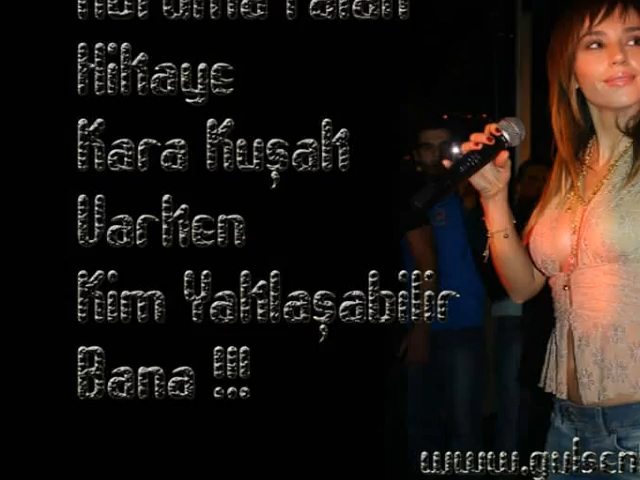 Hikaye
Kara Kuşak
Varken
Kim Yaklaşabilir
Bana !!!